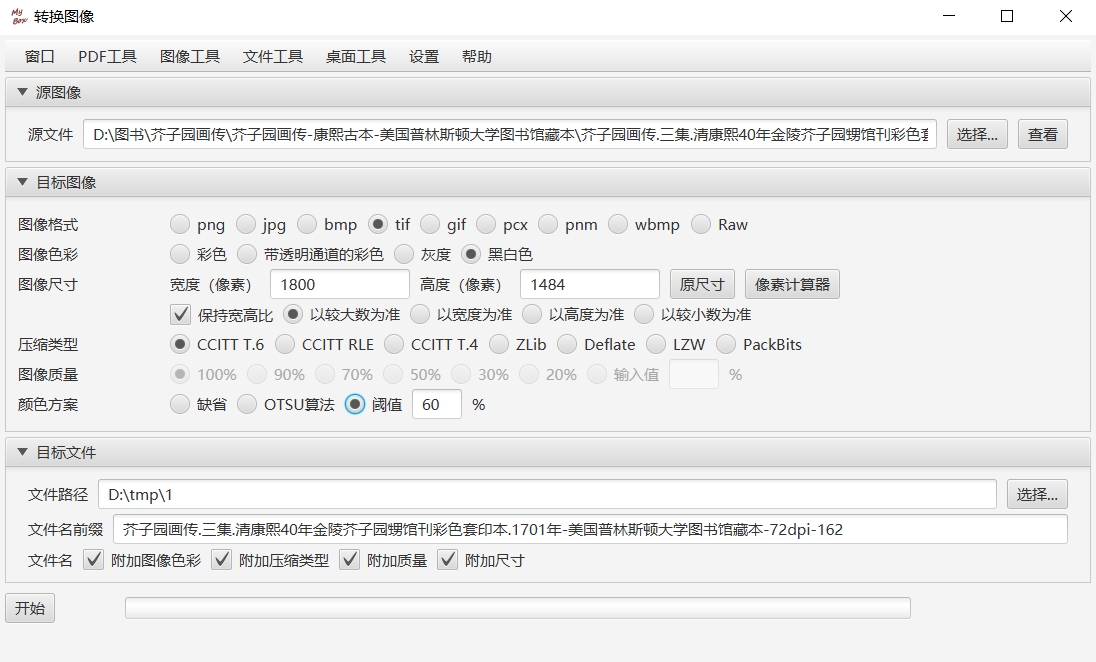 My Box 转换图像
窗口 PDF工具 图像工具 文件工具 桌面工具 设置 帮助
源图像
源文件 D:\图书\芥子园画传\芥子园画传-康熙古本-美国普林斯顿大学图书馆藏本\芥子园画传.三集.清康熙40年金陵芥子园甥馆刊彩色 选择... 查看
目标图像
图像格式 png jpg bmp tif gif pcx pnm wbmp Raw
图像色彩 彩色 带透明通道的彩色 灰度 黑白色
图像尺寸 宽度（像素） 1800 高度（像素） 1484 原尺寸 像素计算器
保持宽高比 以较大数为准 以宽度为准 以高度为准 以较小数为准
压缩类型 CCITT T.6 CCITT RLE CCITT T.4 ZLib Deflate LZW PackBits
图像质量 100% 90% 70% 50% 30% 20% 输入值 %
颜色方案 缺省 OTSU算法 阈值 60 %
目标文件
文件路径 D:\tmp\1 选择...
文件名前缀 芥子园画传.三集.清康熙40年金陵芥子园甥馆刊彩色套印本.1701年-美国普林斯顿大学图书馆藏本-72dpi-162
文件名 附加图像色彩 附加压缩类型 附加质量 附加尺寸
开始